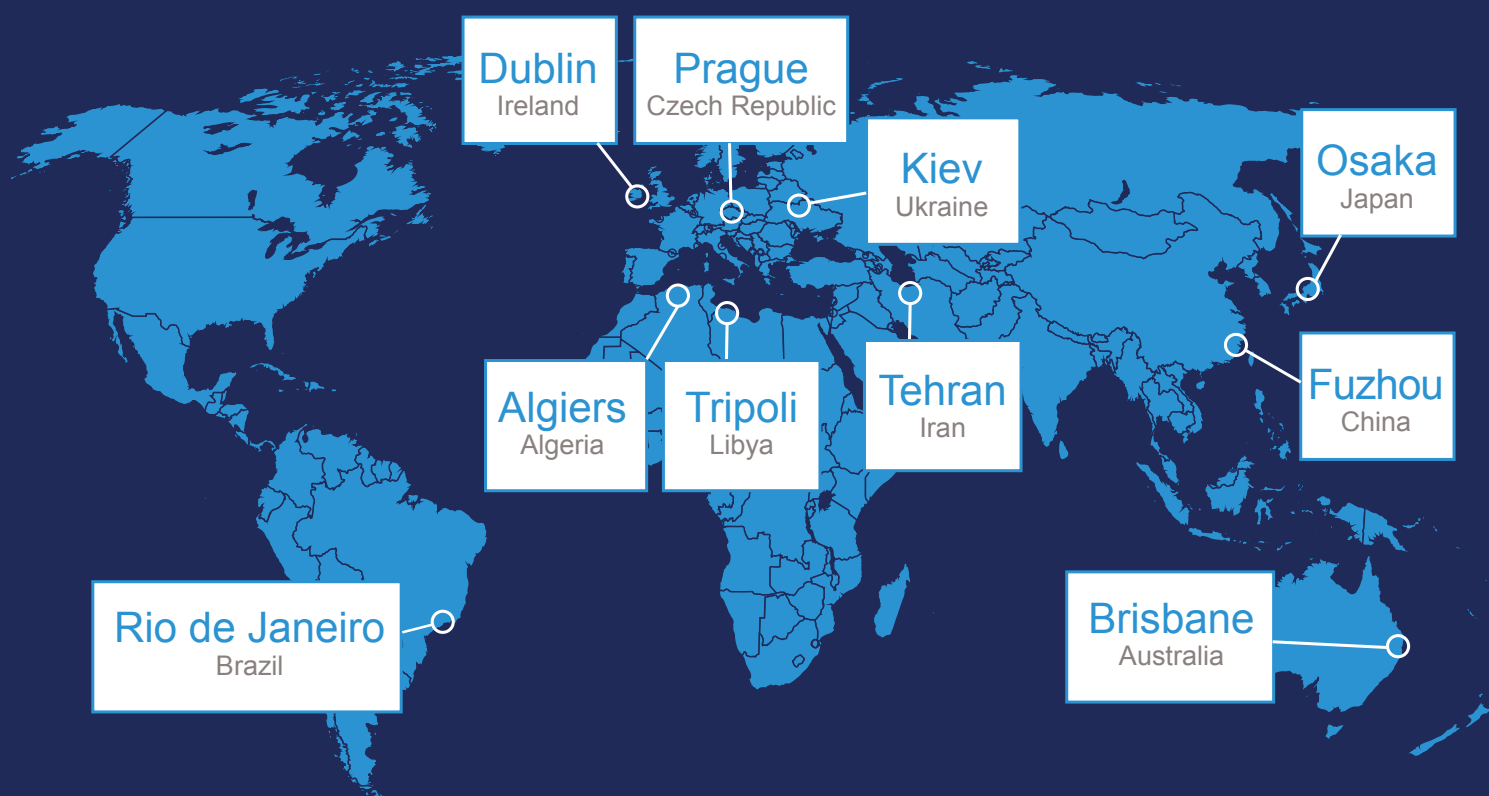 Dublin
Ireland
Prague
Czech Republic
Kiev
Ukraine
Osaka
Japan
Algiers
Algeria
Tripoli
Libya
Tehran
Iran
Fuzhou
China
Rio de Janeiro
Brazil
Brisbane
Australia